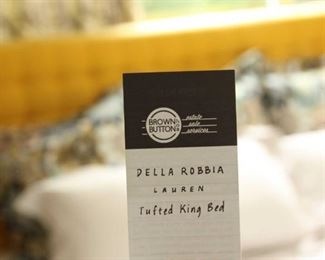 BROWN
BUTTON
estate
sale
services
DELLA ROBBIA
LAUREN
Tufted King Bed